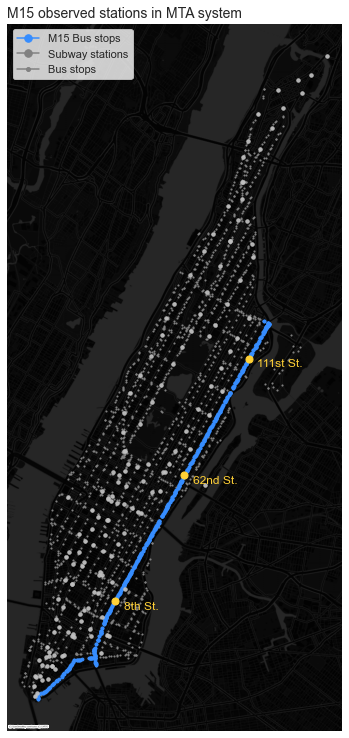 M15 observed stations in MTA system
M15 Bus stops
Subway stations
Bus stops
111st St.
62nd St.
8th St.